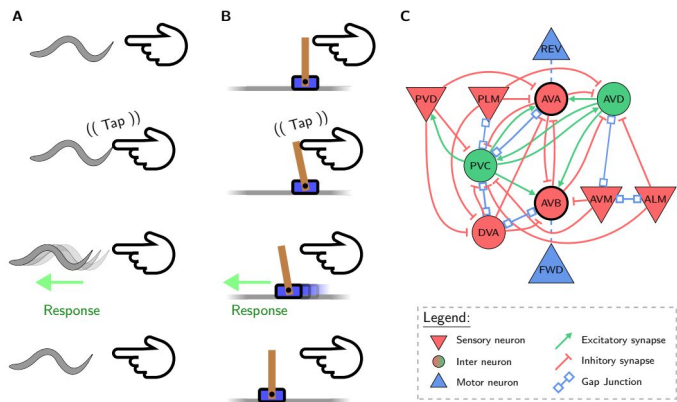 A
B
C
(( Tap ))
(( Tap ))
Response
Response
REV
PVD
PLM
AVA
AVD
PVC
AVB
AVM
ALM
DVA
FWD
Legend:
Sensory neuron
Excitatory synapse
Inter neuron
Inhitory synapse
Motor neuron
Gap Junction